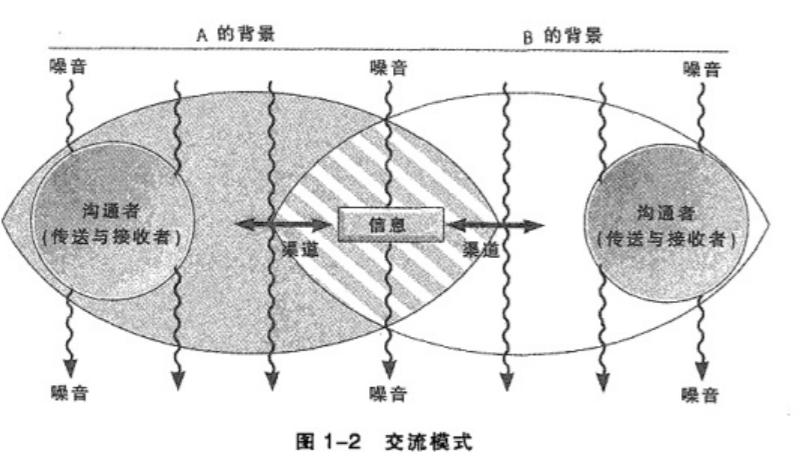 A 的背景
B 的背景
噪音
噪音
噪音
沟通者
(传送与接收者)
信息
渠道
渠道
沟通者
(传送与接收者)
噪音
噪音
噪音
图 1-2 交流模式